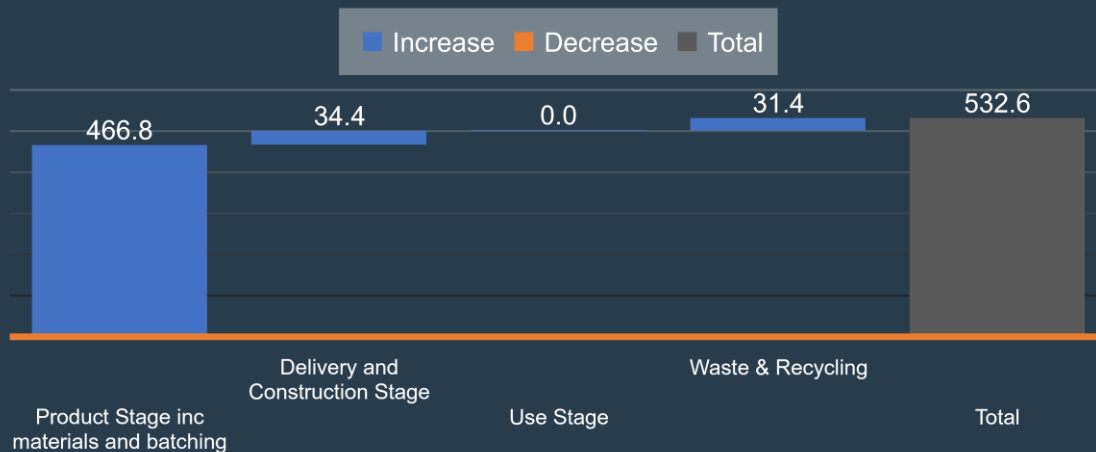 Increase Decrease Total
466.8
34.4
0.0
31.4
532.6
Product Stage inc
materials and batching
Delivery and
Construction Stage
Use Stage
Waste & Recycling
Total